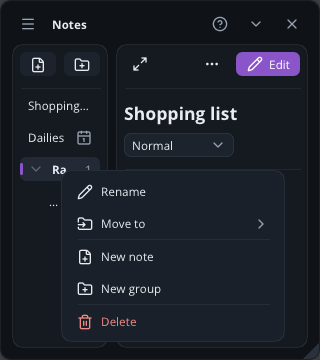 Notes
Edit
Shopping...
Dailies
Ra
1
...
Shopping list
Normal
Rename
Move to
New note
New group
Delete